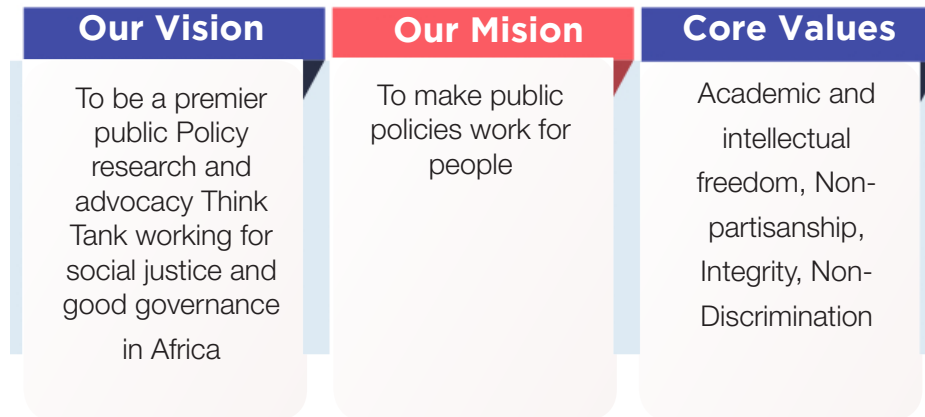 Our Vision
To be a premier
public Policy
research and
advocacy Think
Tank working for
social justice and
good governance
in Africa
Our Mision
To make public
policies work for
people
Core Values
Academic and
intellectual
freedom, Non-
partisanship,
Integrity, Non-
Discrimination